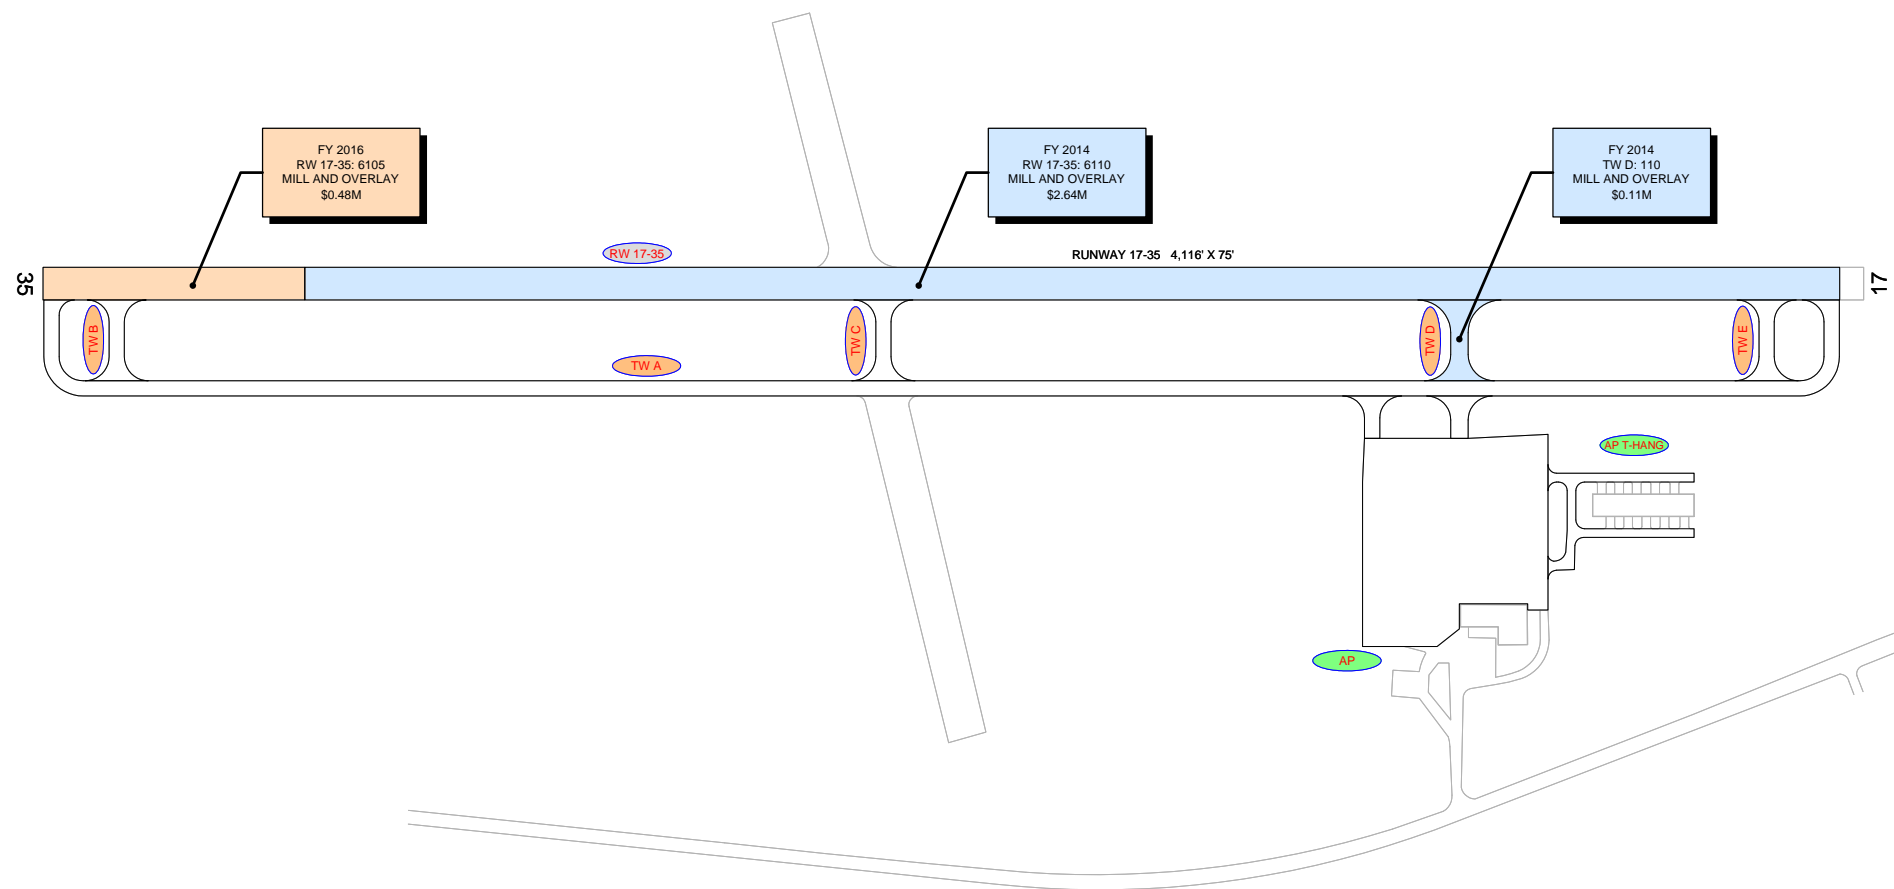 FY 2016
RW 17-35: 6105
MILL AND OVERLAY
$0.48M
FY 2014
RW 17-35: 6110
MILL AND OVERLAY
$2.64M
FY 2014
TW D: 110
MILL AND OVERLAY
$0.11M
RW 17-35
RUNWAY 17-35 4,116' X 75'
35
17
TW B
TW A
TW C
TW D
TW E
AP T-HANG
AP